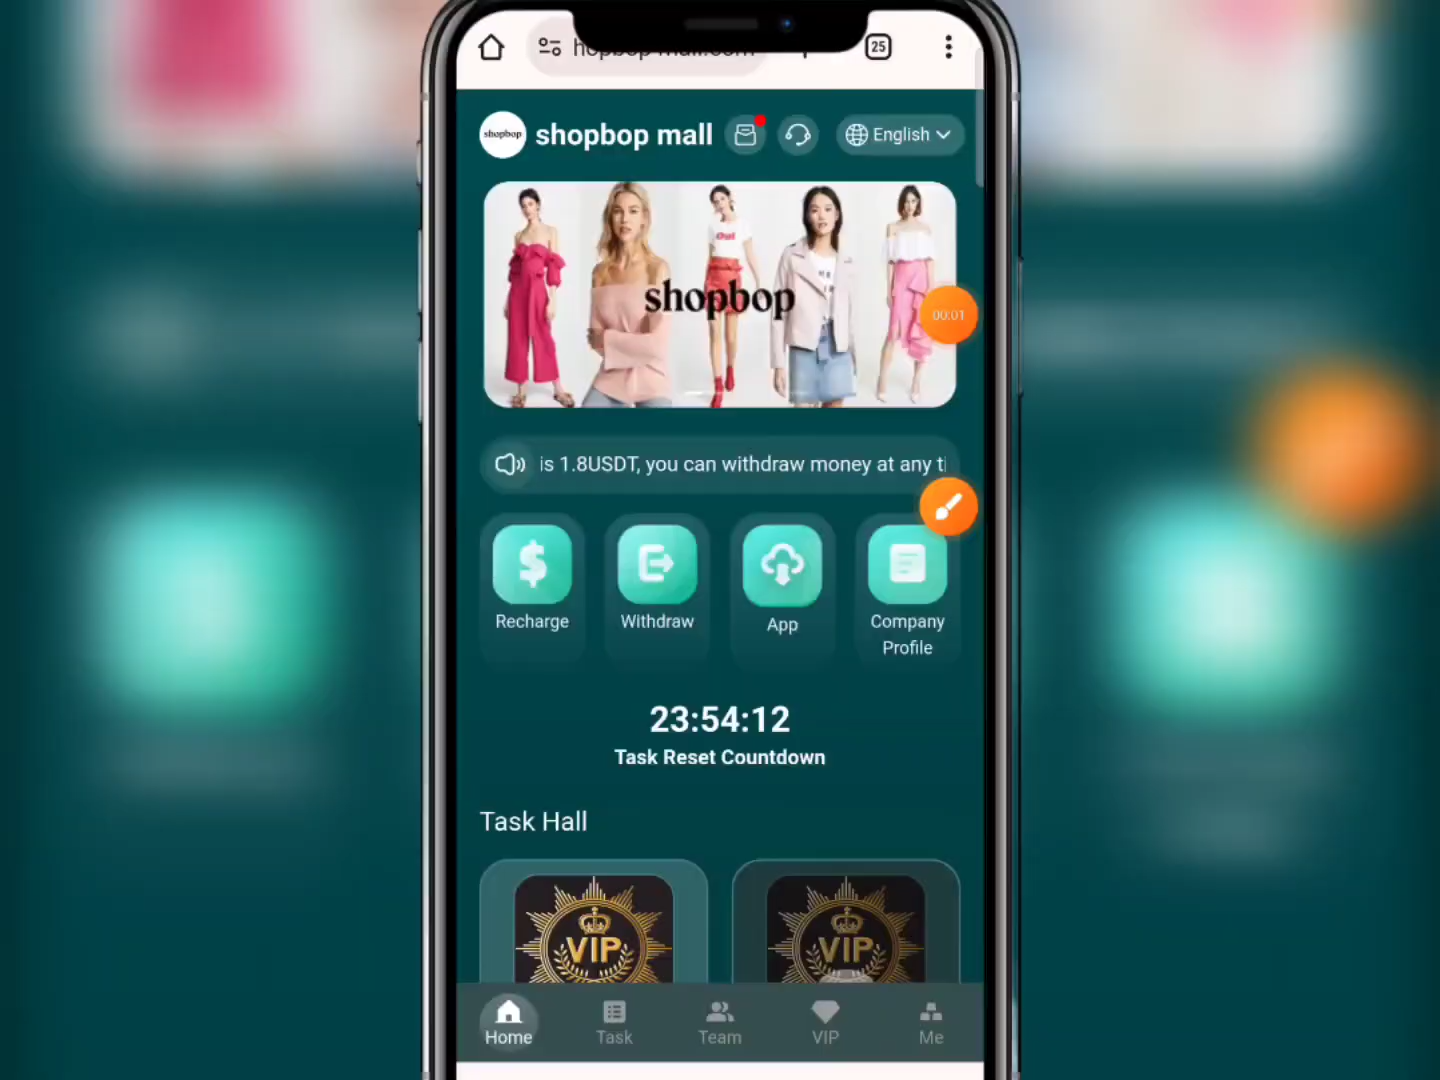 25
shopbop
shopbop mall
English
Oui
shopbop
00:01
is 1.8USDT, you can withdraw money at any
Recharge
Withdraw
App
Company
Profile
23:54:12
Task Reset Countdown
Task Hall
VIP
VIP
Home
Task
Team
VIP
Me